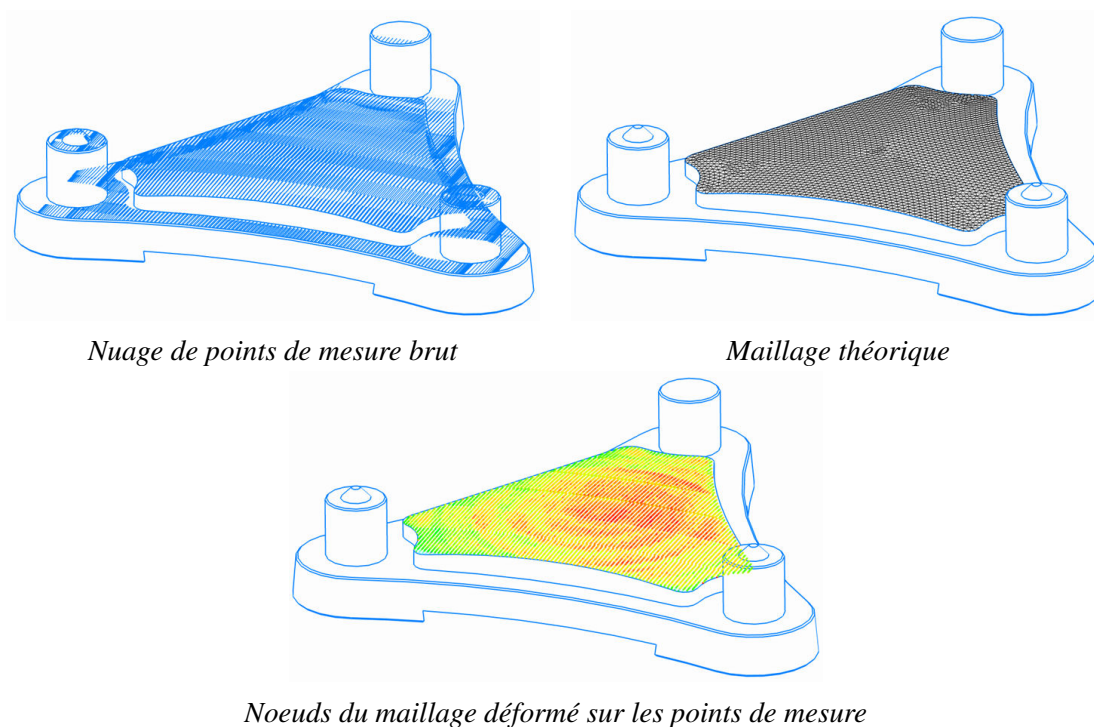 Nuage de points de mesure brut
Maillage théorique
Noeuds du maillage déformé sur les points de mesure